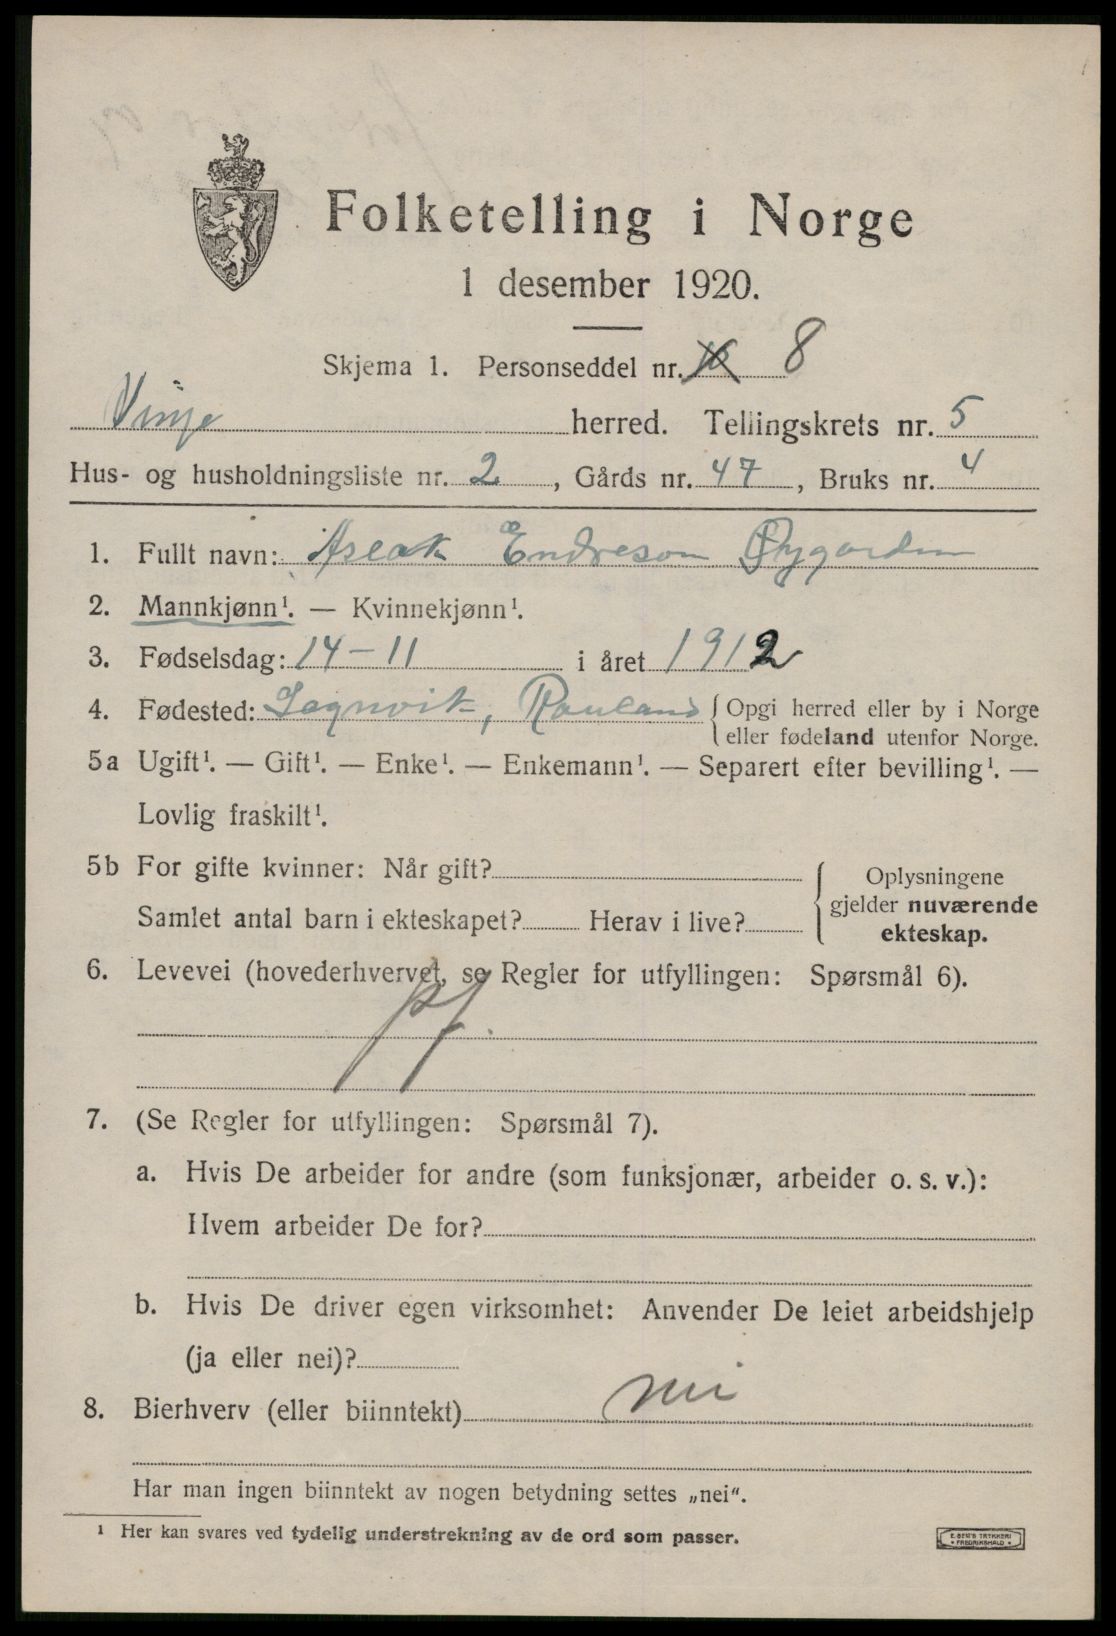 Folketelling i Norge
1 desember 1920.
Skjema 1. Personseddel nr. 8
Vinje herred. Tellingskrets nr. 5
Hus- og husholdningsliste nr. 2, Gårds nr. 47, Bruks nr. 4
1. Fullt navn: Aslak Endreson Øygarden
2. Mannkjønn¹. — Kvinnekjønn¹.
3. Fødselsdag: 14-11 i året 1912
4. Fødested: Rauland { Opgi herred eller by i Norge
eller fødeland utenfor Norge.
5a Ugift¹. — Gift¹. — Enke¹. — Enkemann¹. — Separert efter bevilling¹. —
Lovlig fraskilt¹.
5b For gifte kvinner: Når gift? { Oplysningene
gjelder nuværende
Samlet antal barn i ekteskapet? Herav i live?
ekteskap.
6. Levevei (hovederhvervet, se Regler for utfyllingen: Spørsmål 6).
7. (Se Regler for utfyllingen: Spørsmål 7).
a. Hvis De arbeider for andre (som funksjonær, arbeider o. s. v.):
Hvem arbeider De for?
b. Hvis De driver egen virksomhet: Anvender De leiet arbeidshjelp
(ja eller nei)?
8. Bierhverv (eller biinntekt) nei
Har man ingen biinntekt av nogen betydning settes „nei“.
¹ Her kan svares ved tydelig understrekning av de ord som passer.
E. SEM'S TRYKKERI
• FREDRIKSHALD •